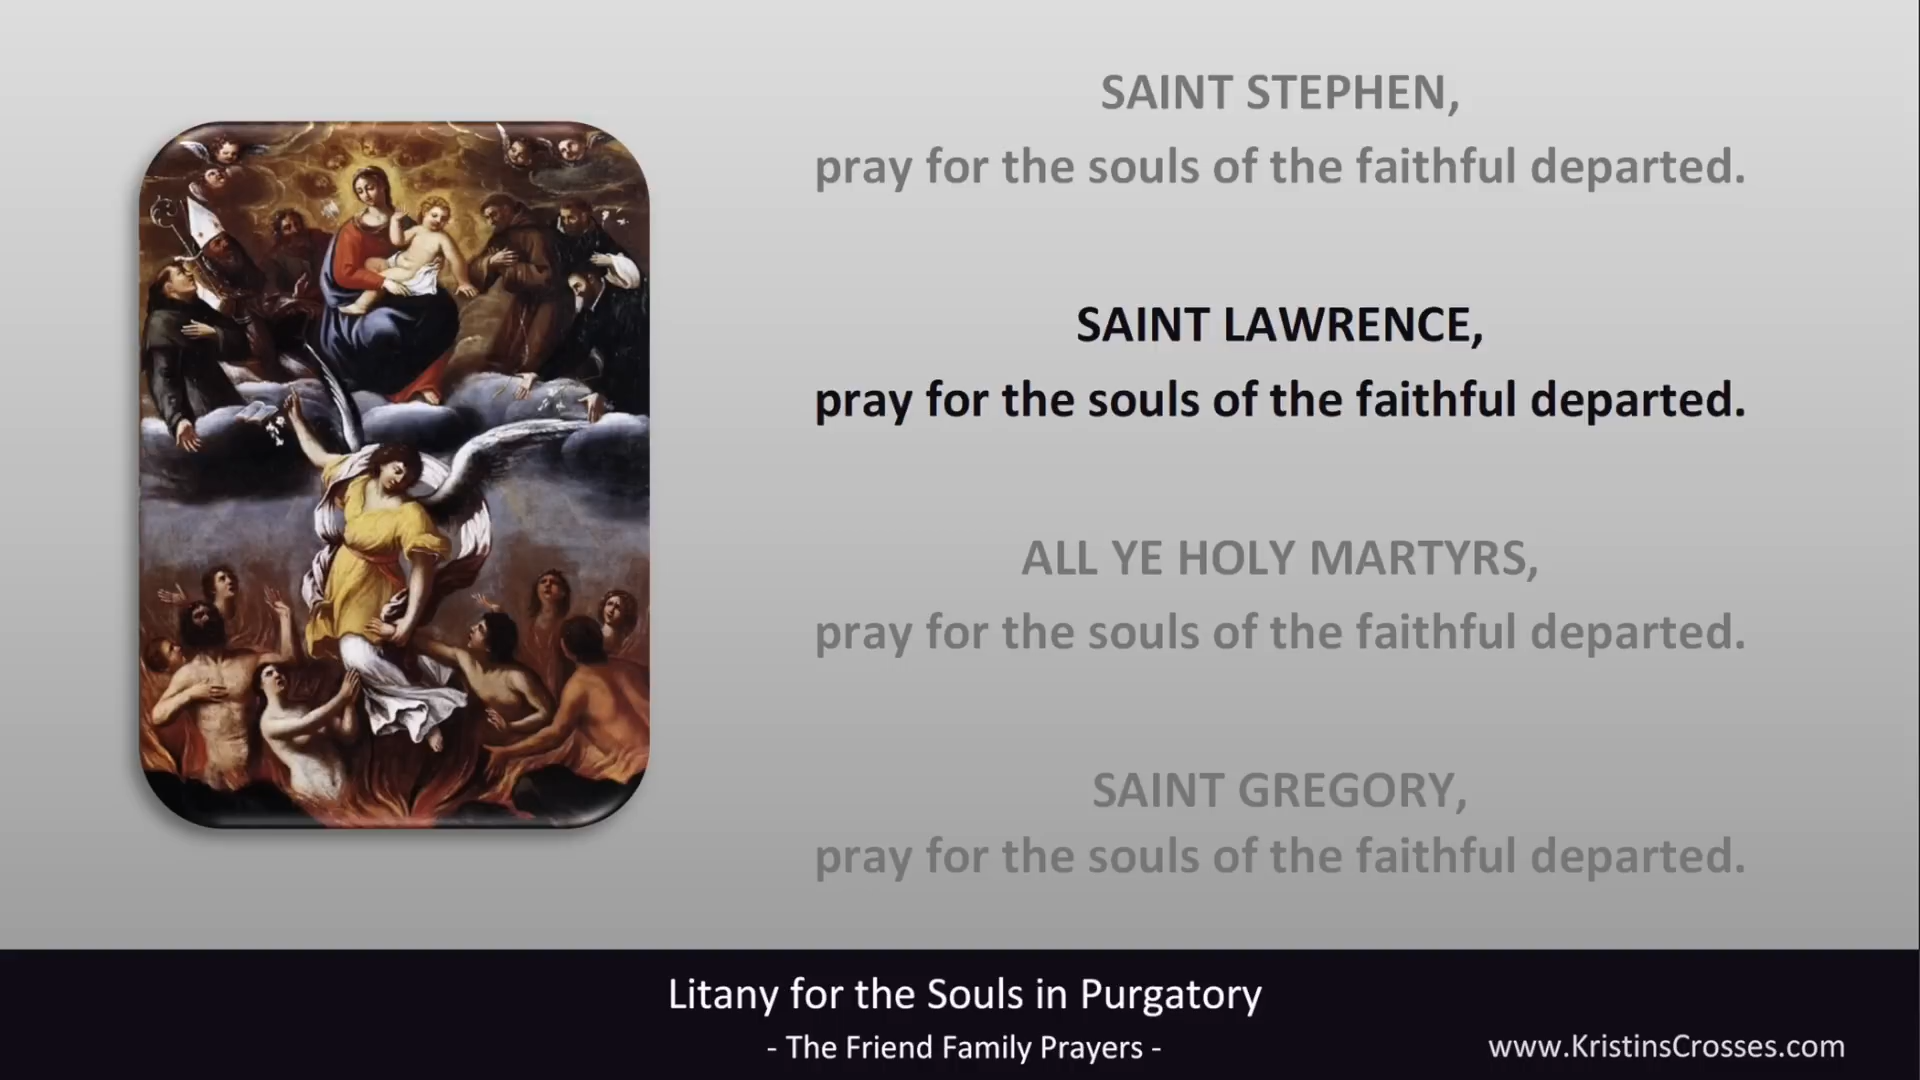 SAINT STEPHEN,
pray for the souls of the faithful departed.
SAINT LAWRENCE,
pray for the souls of the faithful departed.
ALL YE HOLY MARTYRS,
pray for the souls of the faithful departed.
SAINT GREGORY,
pray for the souls of the faithful departed.
Litany for the Souls in Purgatory
- The Friend Family Prayers -
www.KristinsCrosses.com